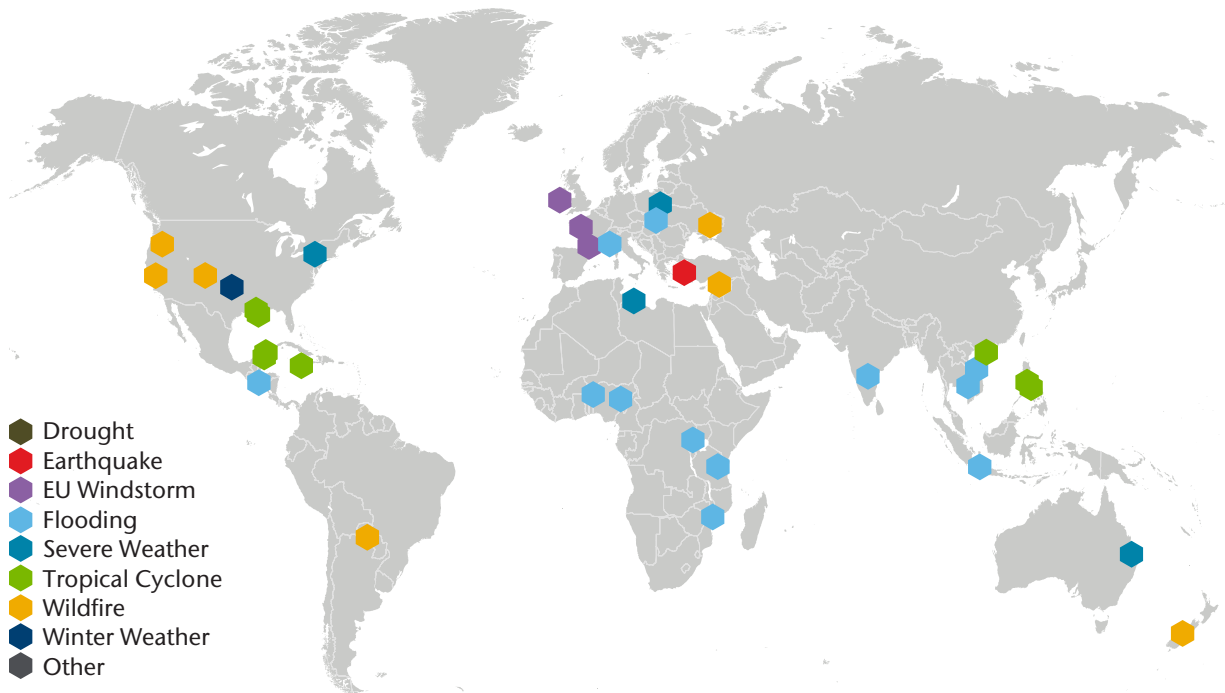 Drought
Earthquake
EU Windstorm
Flooding
Severe Weather
Tropical Cyclone
Wildfire
Winter Weather
Other